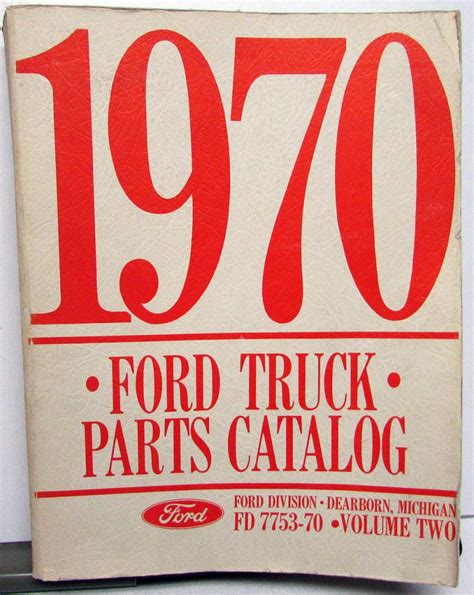 1970
• FORD TRUCK •
PARTS CATALOG
Ford
FORD DIVISION • DEARBORN, MICHIGAN
FD 7753-70 • VOLUME TWO